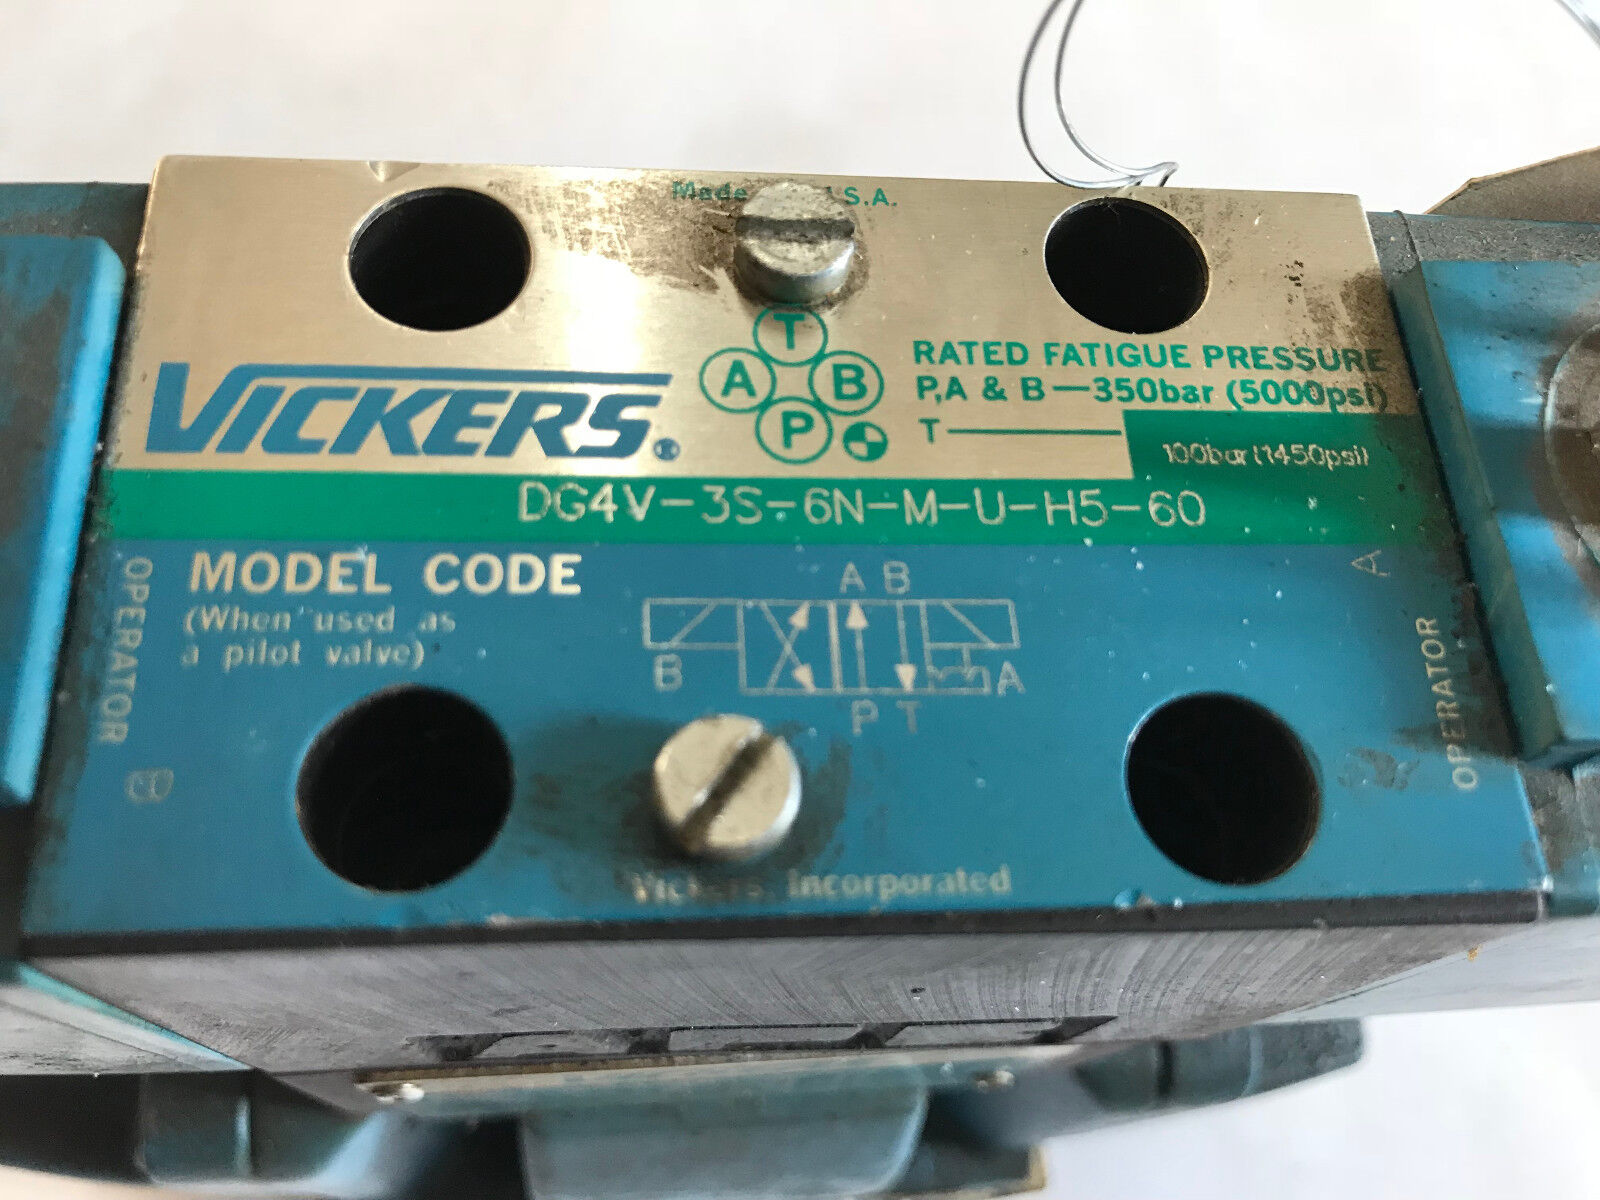 Made S.A.
T
A B
P
VICKERS®
RATED FATIGUE PRESSURE
P,A & B—350bar (5000psi)
T— 100bar(1450psi)
DG4V-3S-6N-M-U-H5-60
MODEL CODE
(When used as
a pilot valve)
OPERATOR B
A B
B A
P T
OPERATOR A
Vickers, Incorporated